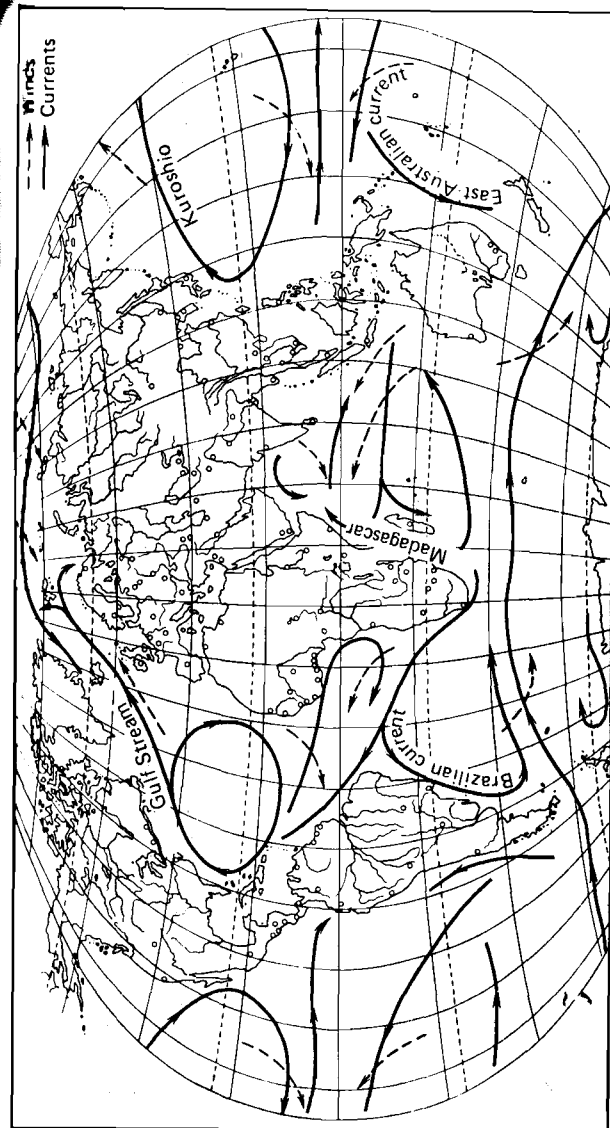 Winds
Currents
Kuroshio
East Australian
current
Gulf Stream
Madagascar
Brazilian current